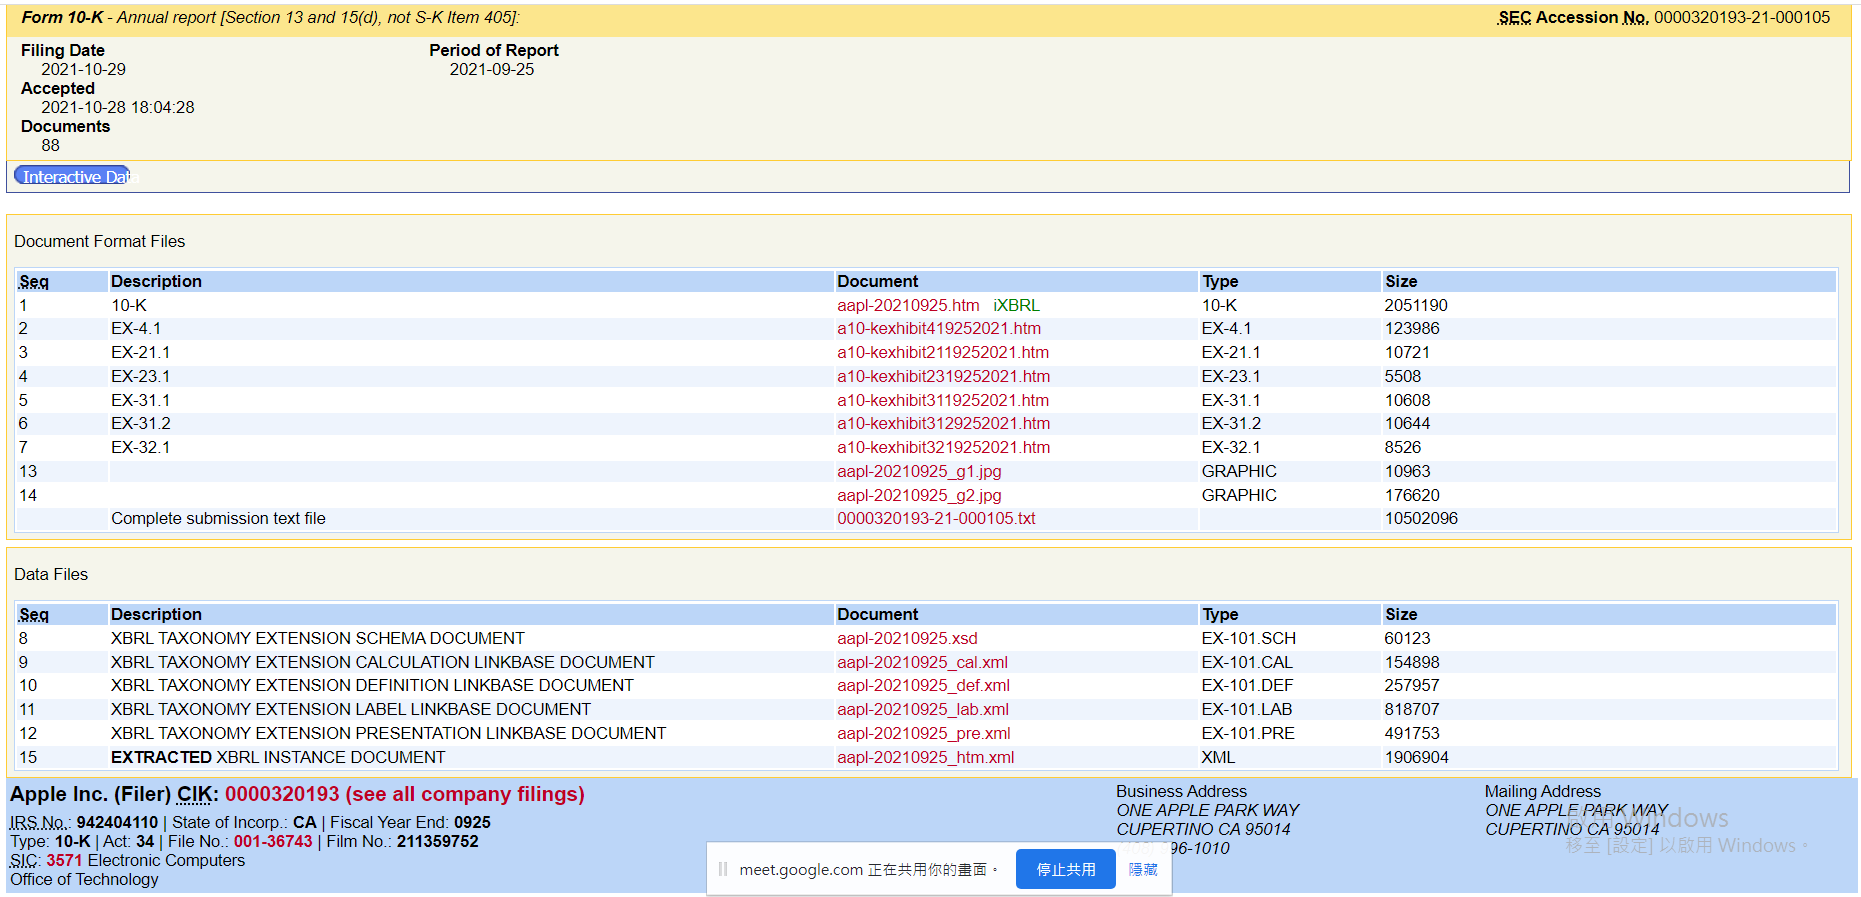 Form 10-K - Annual report [Section 13 and 15(d), not S-K Item 405]: SEC Accession No. 0000320193-21-000105
Filing Date Period of Report
2021-10-29 2021-09-25
Accepted
2021-10-28 18:04:28
Documents
88
Interactive Data
Document Format Files
Seq Description Document Type Size
1 10-K aapl-20210925.htm iXBRL 10-K 2051190
2 EX-4.1 a10-kexhibit419252021.htm EX-4.1 123986
3 EX-21.1 a10-kexhibit2119252021.htm EX-21.1 10721
4 EX-23.1 a10-kexhibit2319252021.htm EX-23.1 5508
5 EX-31.1 a10-kexhibit3119252021.htm EX-31.1 10608
6 EX-31.2 a10-kexhibit3129252021.htm EX-31.2 10644
7 EX-32.1 a10-kexhibit3219252021.htm EX-32.1 8526
13 aapl-20210925_g1.jpg GRAPHIC 10963
14 aapl-20210925_g2.jpg GRAPHIC 176620
Complete submission text file 0000320193-21-000105.txt 10502096
Data Files
Seq Description Document Type Size
8 XBRL TAXONOMY EXTENSION SCHEMA DOCUMENT aapl-20210925.xsd EX-101.SCH 60123
9 XBRL TAXONOMY EXTENSION CALCULATION LINKBASE DOCUMENT aapl-20210925_cal.xml EX-101.CAL 154898
10 XBRL TAXONOMY EXTENSION DEFINITION LINKBASE DOCUMENT aapl-20210925_def.xml EX-101.DEF 257957
11 XBRL TAXONOMY EXTENSION LABEL LINKBASE DOCUMENT aapl-20210925_lab.xml EX-101.LAB 818707
12 XBRL TAXONOMY EXTENSION PRESENTATION LINKBASE DOCUMENT aapl-20210925_pre.xml EX-101.PRE 491753
15 EXTRACTED XBRL INSTANCE DOCUMENT aapl-20210925_htm.xml XML 1906904
Apple Inc. (Filer) CIK: 0000320193 (see all company filings)
IRS No.: 942404110 | State of Incorp.: CA | Fiscal Year End: 0925
Type: 10-K | Act: 34 | File No.: 001-36743 | Film No.: 211359752
SIC: 3571 Electronic Computers
Office of Technology
Business Address
ONE APPLE PARK WAY
CUPERTINO CA 95014
96-1010
Mailing Address
ONE APPLE PARK WAY
CUPERTINO CA 95014
啟用 Windows
移至 [設定] 以啟用 Windows。
meet.google.com 正在共用你的畫面。 停止共用 隱藏